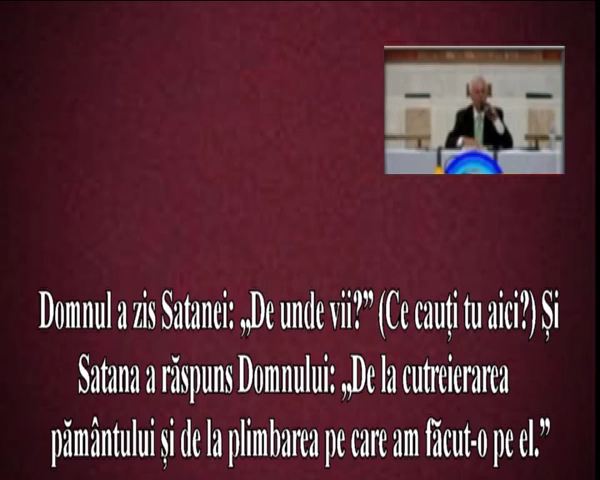 Domnul a zis Satanei: „De unde vii?” (Ce cauți tu aici?) Și
Satana a răspuns Domnului: „De la cutreierarea
pământului și de la plimbarea pe care am făcut-o pe el.”